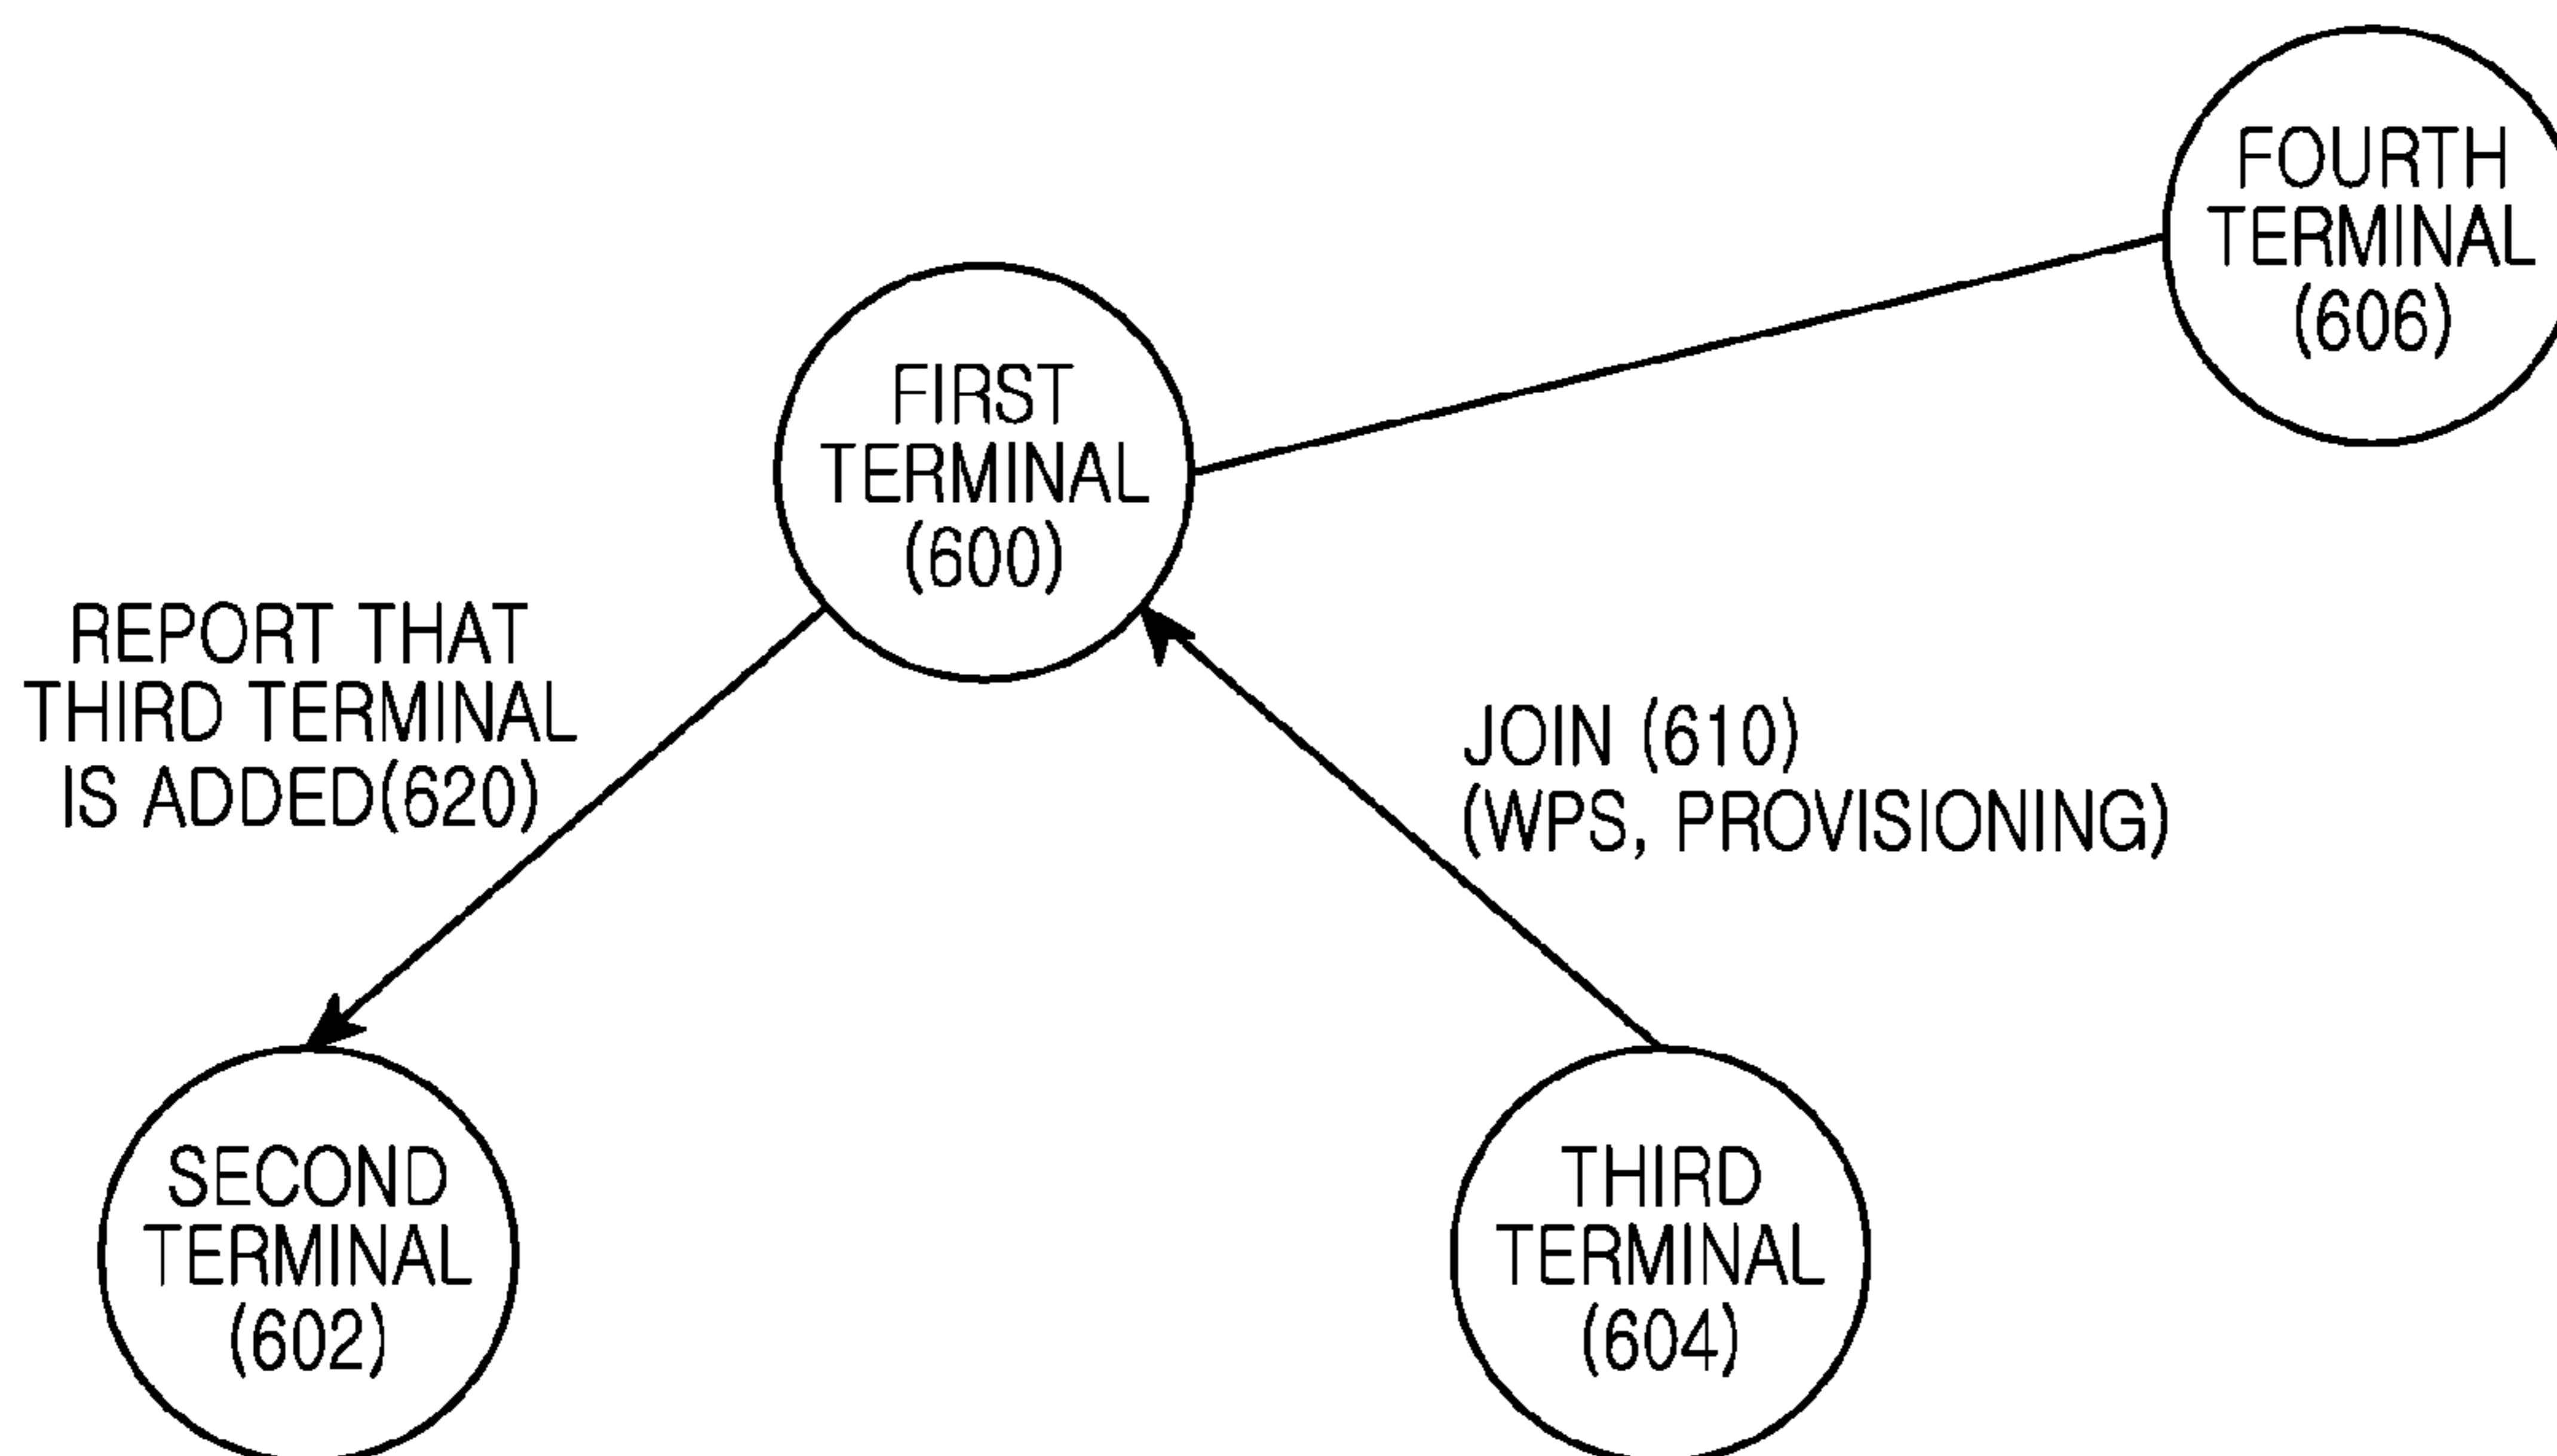 FOURTH
TERMINAL
(606)
FIRST
TERMINAL
(600)
REPORT THAT
THIRD TERMINAL
IS ADDED(620)
JOIN (610)
(WPS, PROVISIONING)
SECOND
TERMINAL
(602)
THIRD
TERMINAL
(604)